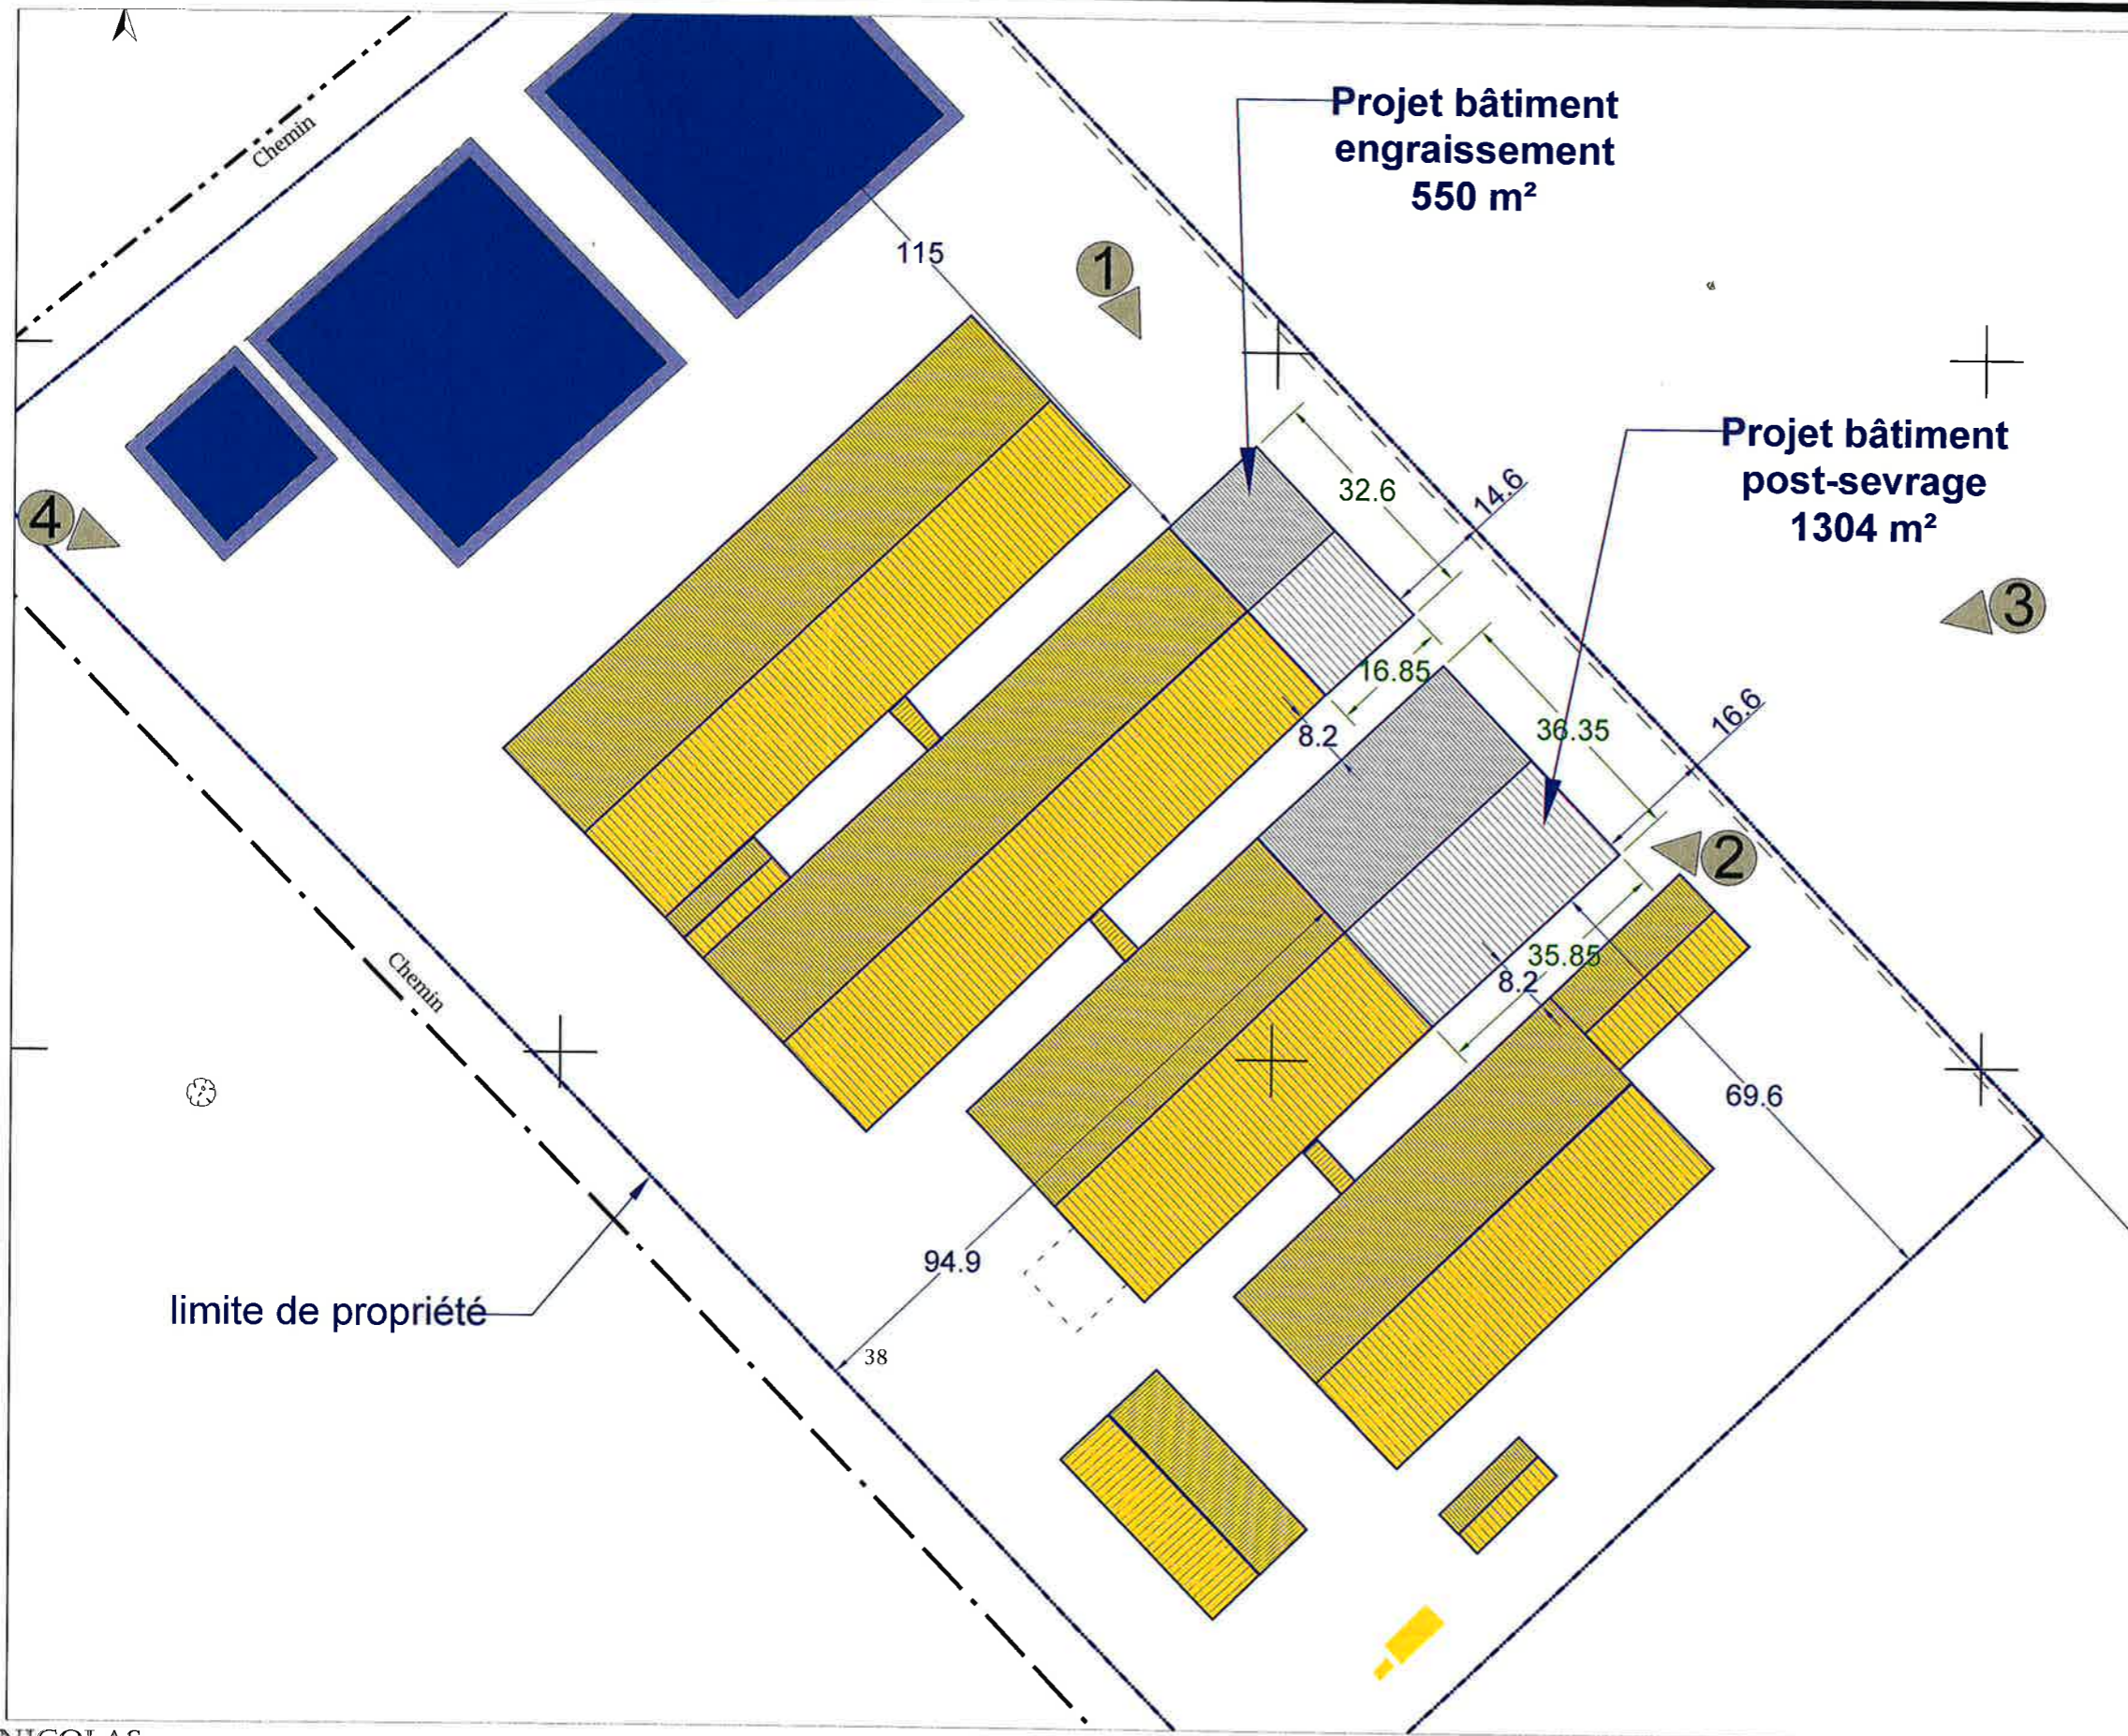 Chemin
Projet bâtiment
engraissement
550 m²
115
1
Projet bâtiment
post-sevrage
1304 m²
32.6
14.6
4
3
16.85
8.2
36.35
16.6
2
35.85
8.2
Chemin
69.6
94.9
limite de propriété
38
NICOLAS